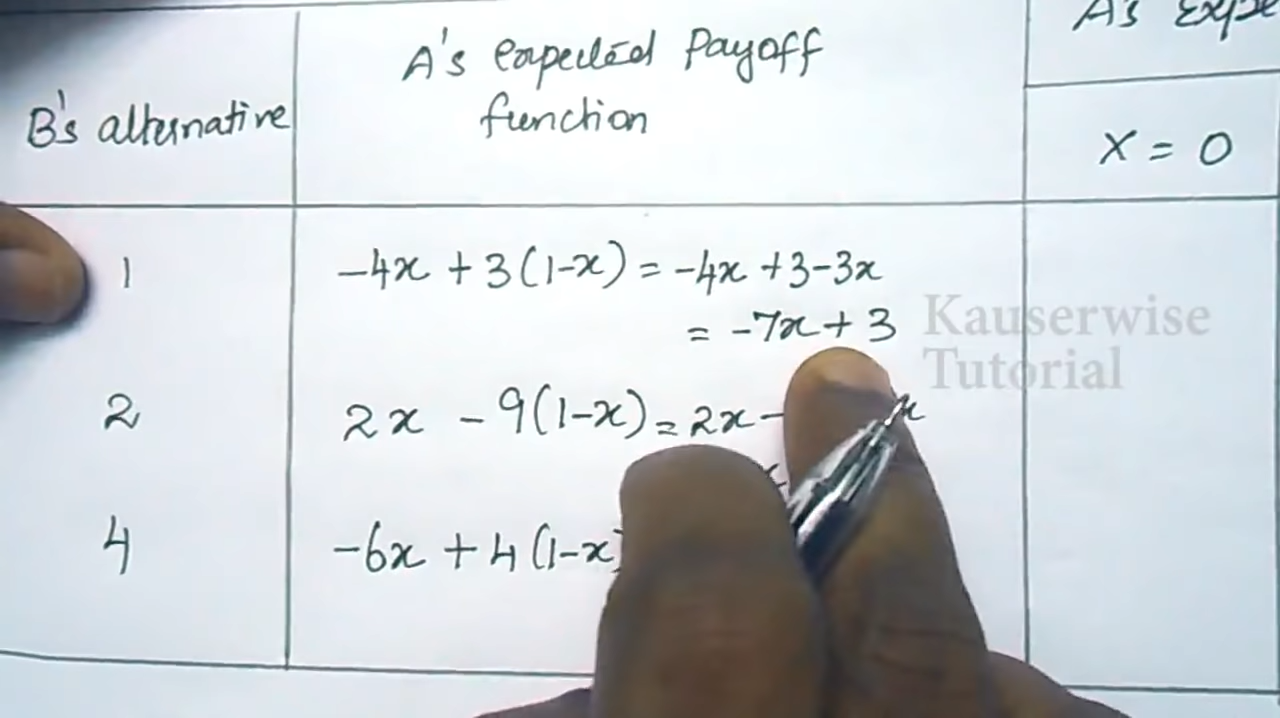 A's Expe
B's alternative
A's expected Payoff
function
X = 0
1
-4x + 3(1-x) = -4x +3-3x
= -7x + 3
Kauserwise
Tutorial
2
2x - 9(1-x) = 2x -
x
4
-6x + 4(1-x)